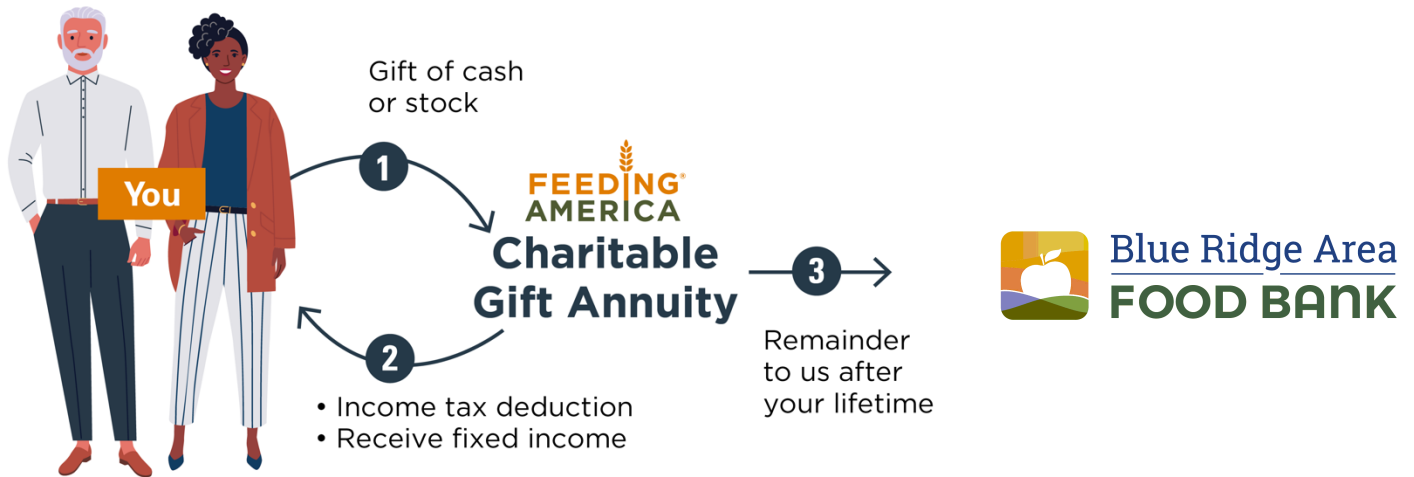 You
Gift of cash
or stock
1
FEEDING®
AMERICA
Charitable
Gift Annuity
2
• Income tax deduction
• Receive fixed income
3
Remainder
to us after
your lifetime
Blue Ridge Area
FOOD BANK